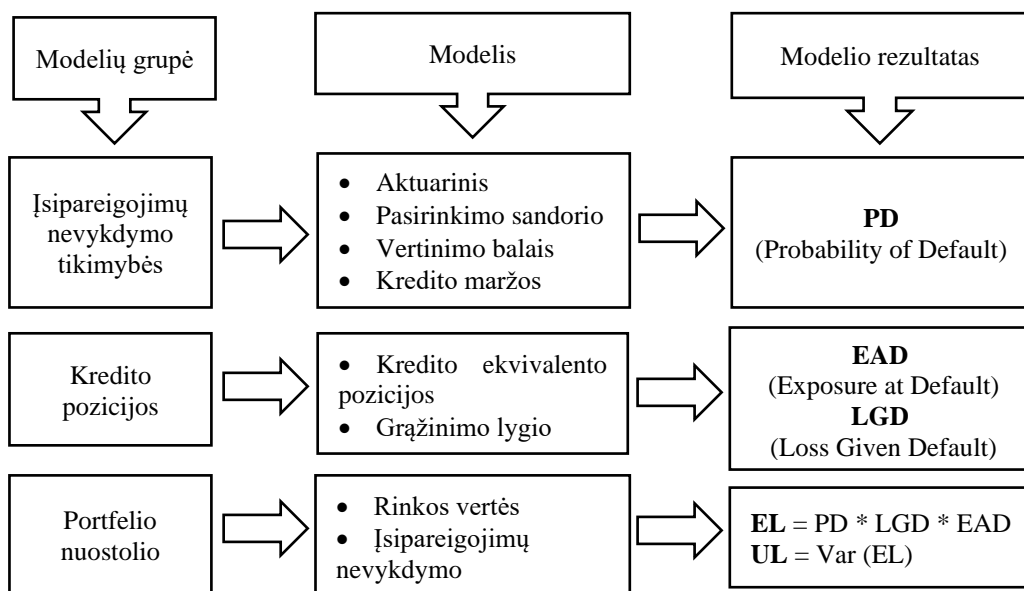 Modelių grupė
Modelis
Modelio rezultatas
Įsipareigojimų
nevykdymo
tikimybės
• Aktuarinis
• Pasirinkimo sandorio
• Vertinimo balais
• Kredito maržos
PD
(Probability of Default)
Kredito
pozicijos
• Kredito ekvivalento
pozicijos
• Grąžinimo lygio
EAD
(Exposure at Default)
LGD
(Loss Given Default)
Portfelio
nuostolio
• Rinkos vertės
• Įsipareigojimų
nevykdymo
EL = PD * LGD * EAD
UL = Var (EL)